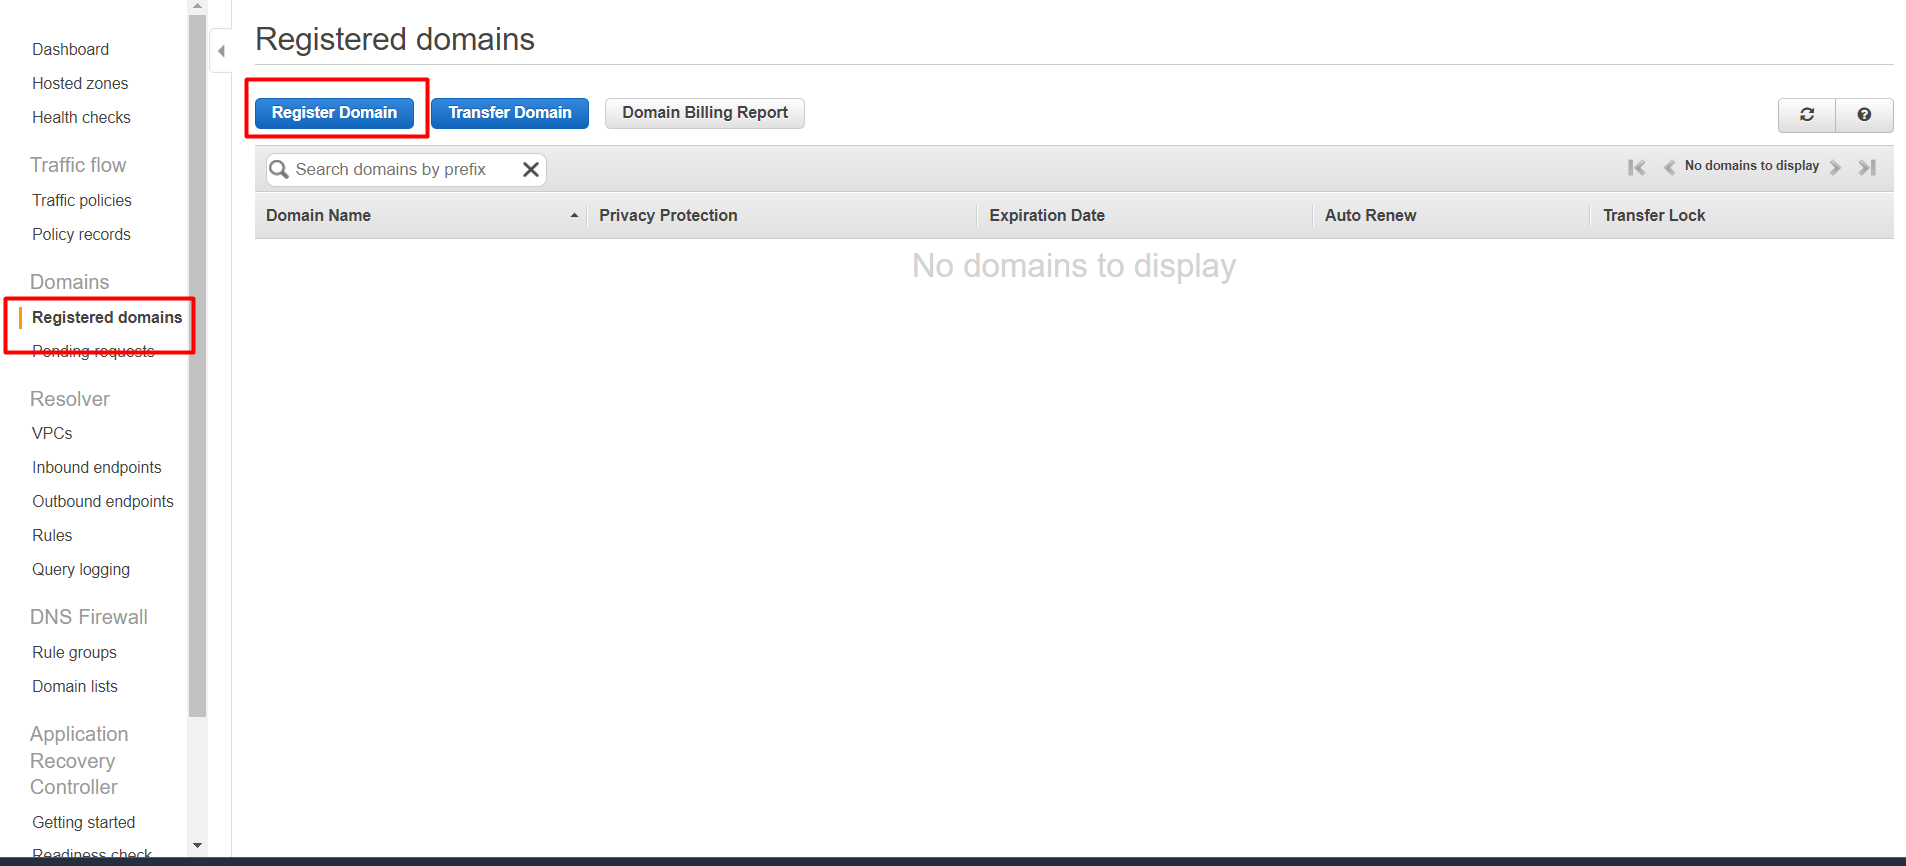 Dashboard
Hosted zones
Health checks
Traffic flow
Traffic policies
Policy records
Domains
Registered domains
Pending requests
Resolver
VPCs
Inbound endpoints
Outbound endpoints
Rules
Query logging
DNS Firewall
Rule groups
Domain lists
Application
Recovery
Controller
Getting started
Readiness check
Registered domains
Register Domain Transfer Domain Domain Billing Report
Search domains by prefix No domains to display
Domain Name Privacy Protection Expiration Date Auto Renew Transfer Lock
No domains to display